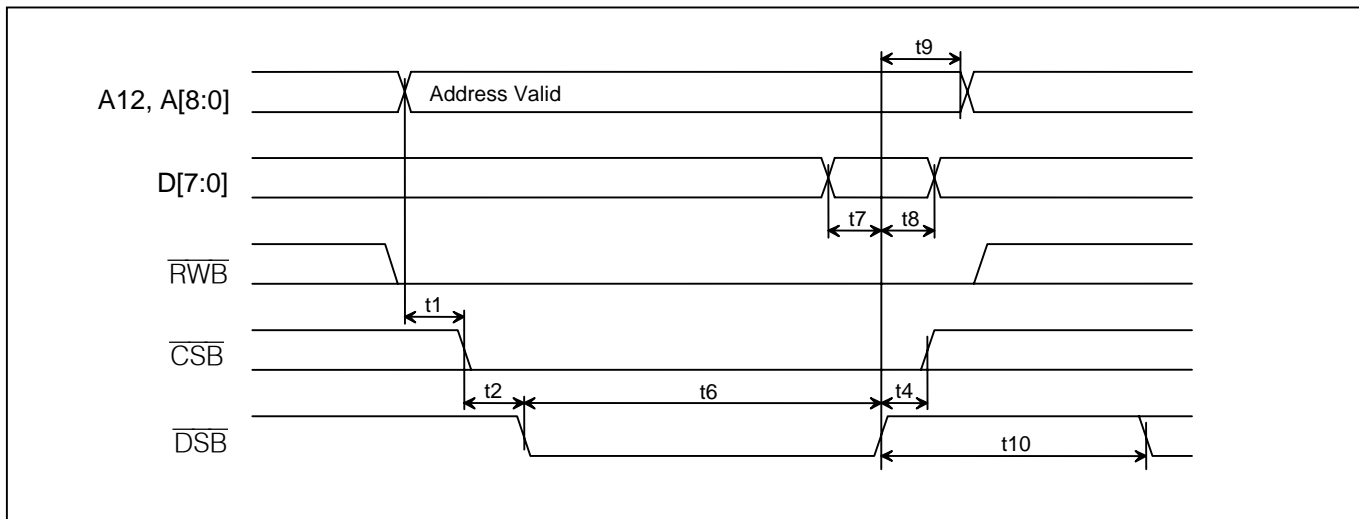 t9
A12, A[8:0]
Address Valid
D[7:0]
t7
t8
RWB
t1
CSB
t2
t6
t4
DSB
t10